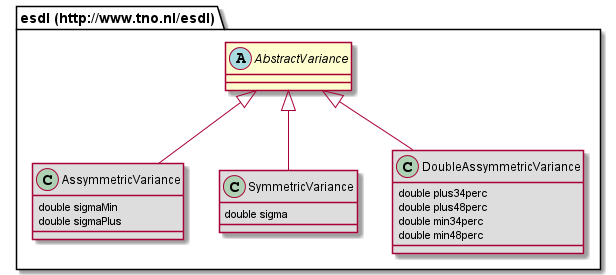 esdl (http://www.tno.nl/esdl)
A AbstractVariance
C AssymmetricVariance
double sigmaMin
double sigmaPlus
C SymmetricVariance
double sigma
C DoubleAssymmetricVariance
double plus34perc
double plus48perc
double min34perc
double min48perc